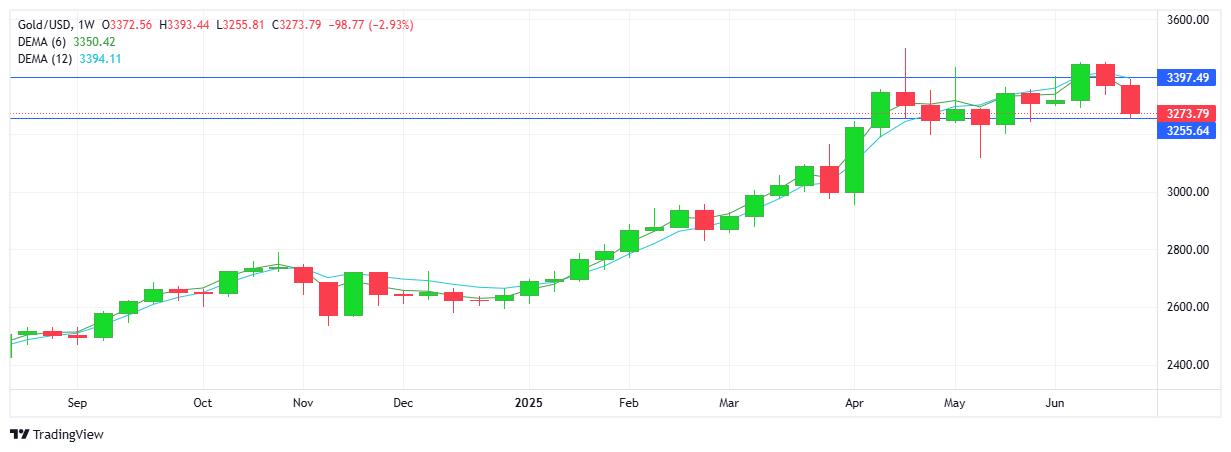 Gold/USD, 1W O3372.56 H3393.44 L3255.81 C3273.79 −98.77 (−2.93%)
DEMA (6) 3350.42
DEMA (12) 3394.11
3600.00
3397.49
3273.79
3255.64
3000.00
2800.00
2600.00
2400.00
Sep Oct Nov Dec 2025 Feb Mar Apr May Jun
TradingView